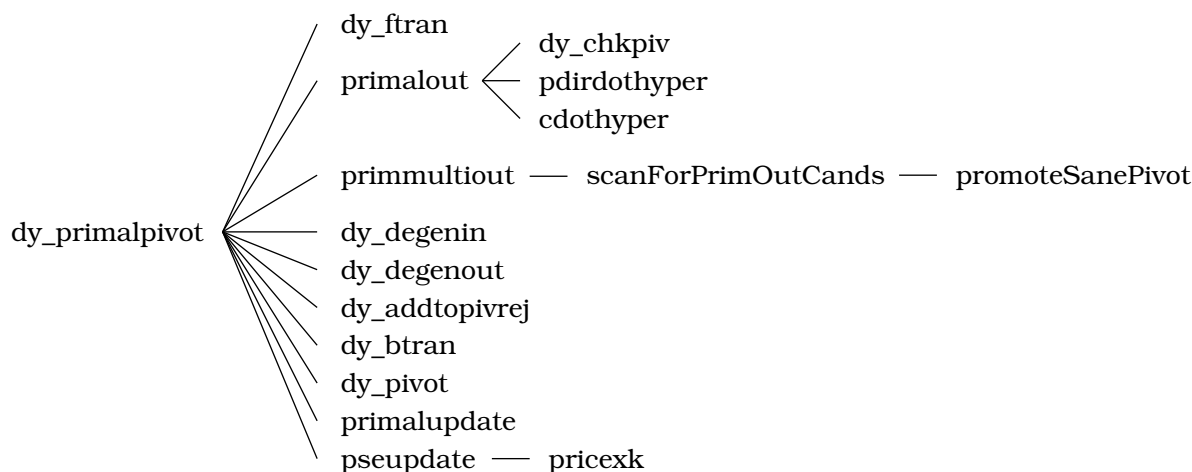 dy_ftran
dy_chkpiv
primalout
pdirdothyper
cdothyper
primmultiout
scanForPrimOutCands
promoteSanePivot
dy_primalpivot
dy_degenin
dy_degenout
dy_addtopivrej
dy_btran
dy_pivot
primalupdate
pseupdate
pricexk